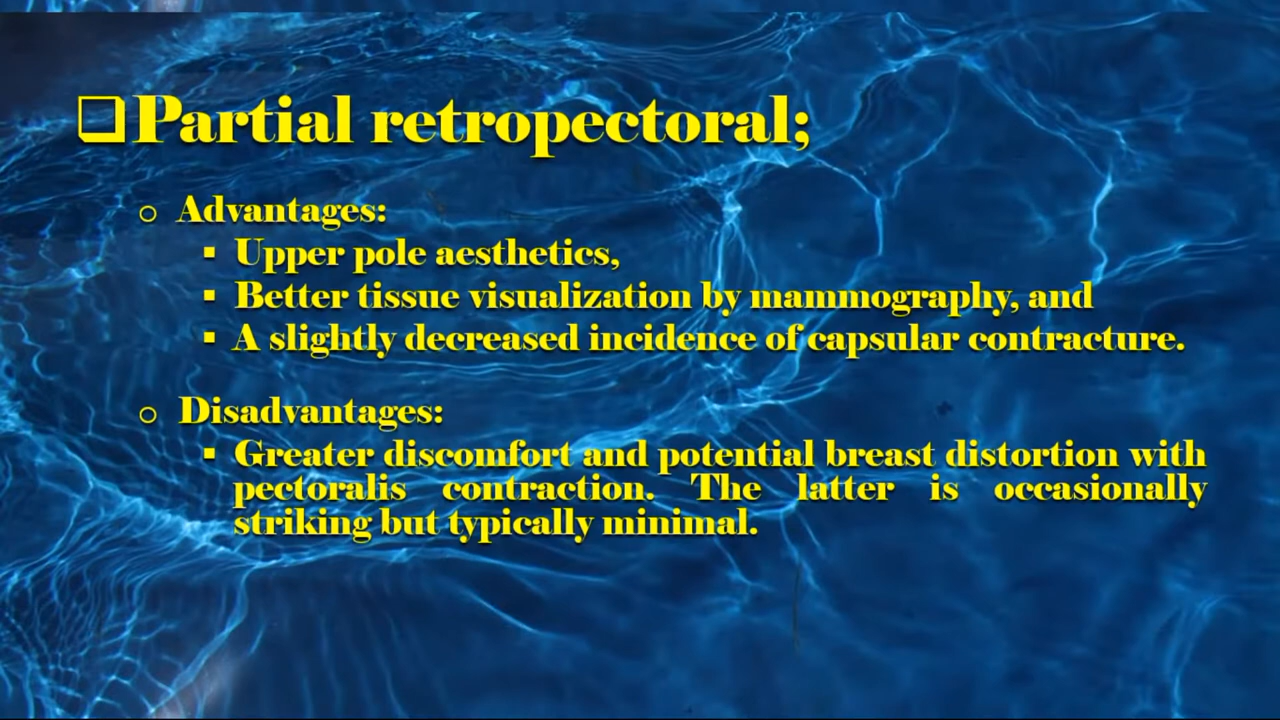 ❑Partial retropectoral;
o Advantages:
▪ Upper pole aesthetics,
▪ Better tissue visualization by mammography, and
▪ A slightly decreased incidence of capsular contracture.
o Disadvantages:
▪ Greater discomfort and potential breast distortion with
pectoralis contraction. The latter is occasionally
striking but typically minimal.